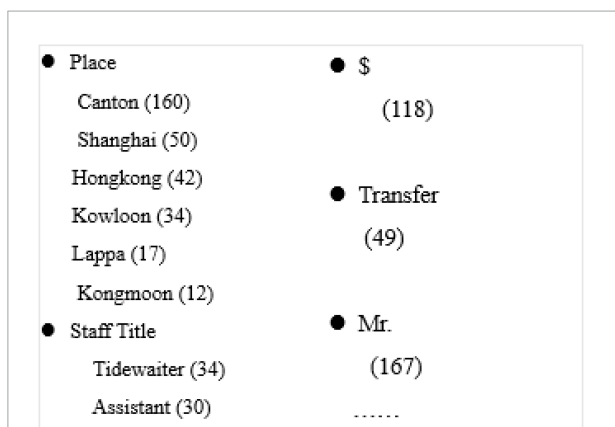 ● Place
Canton (160)
Shanghai (50)
Hongkong (42)
Kowloon (34)
Lappa (17)
Kongmoon (12)
● Staff Title
Tidewaiter (34)
Assistant (30)
● $
(118)
● Transfer
(49)
● Mr.
(167)
......